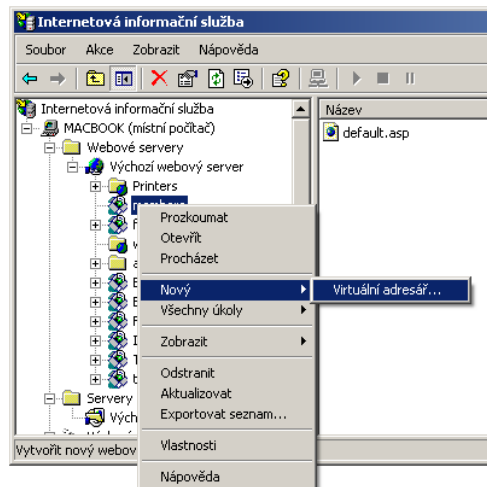 Internetová informační služba
Soubor Akce Zobrazit Nápověda
Internetová informační služba
MACBOOK (místní počítač)
Webové servery
Výchozí webový server
Printers
members
Prozkoumat
Otevřít
Procházet
Nový
Všechny úkoly
Zobrazit
Odstranit
Aktualizovat
Exportovat seznam...
Vlastnosti
Nápověda
Virtuální adresář...
Servery
Vých
Vytvořit nový webov
Název
default.asp